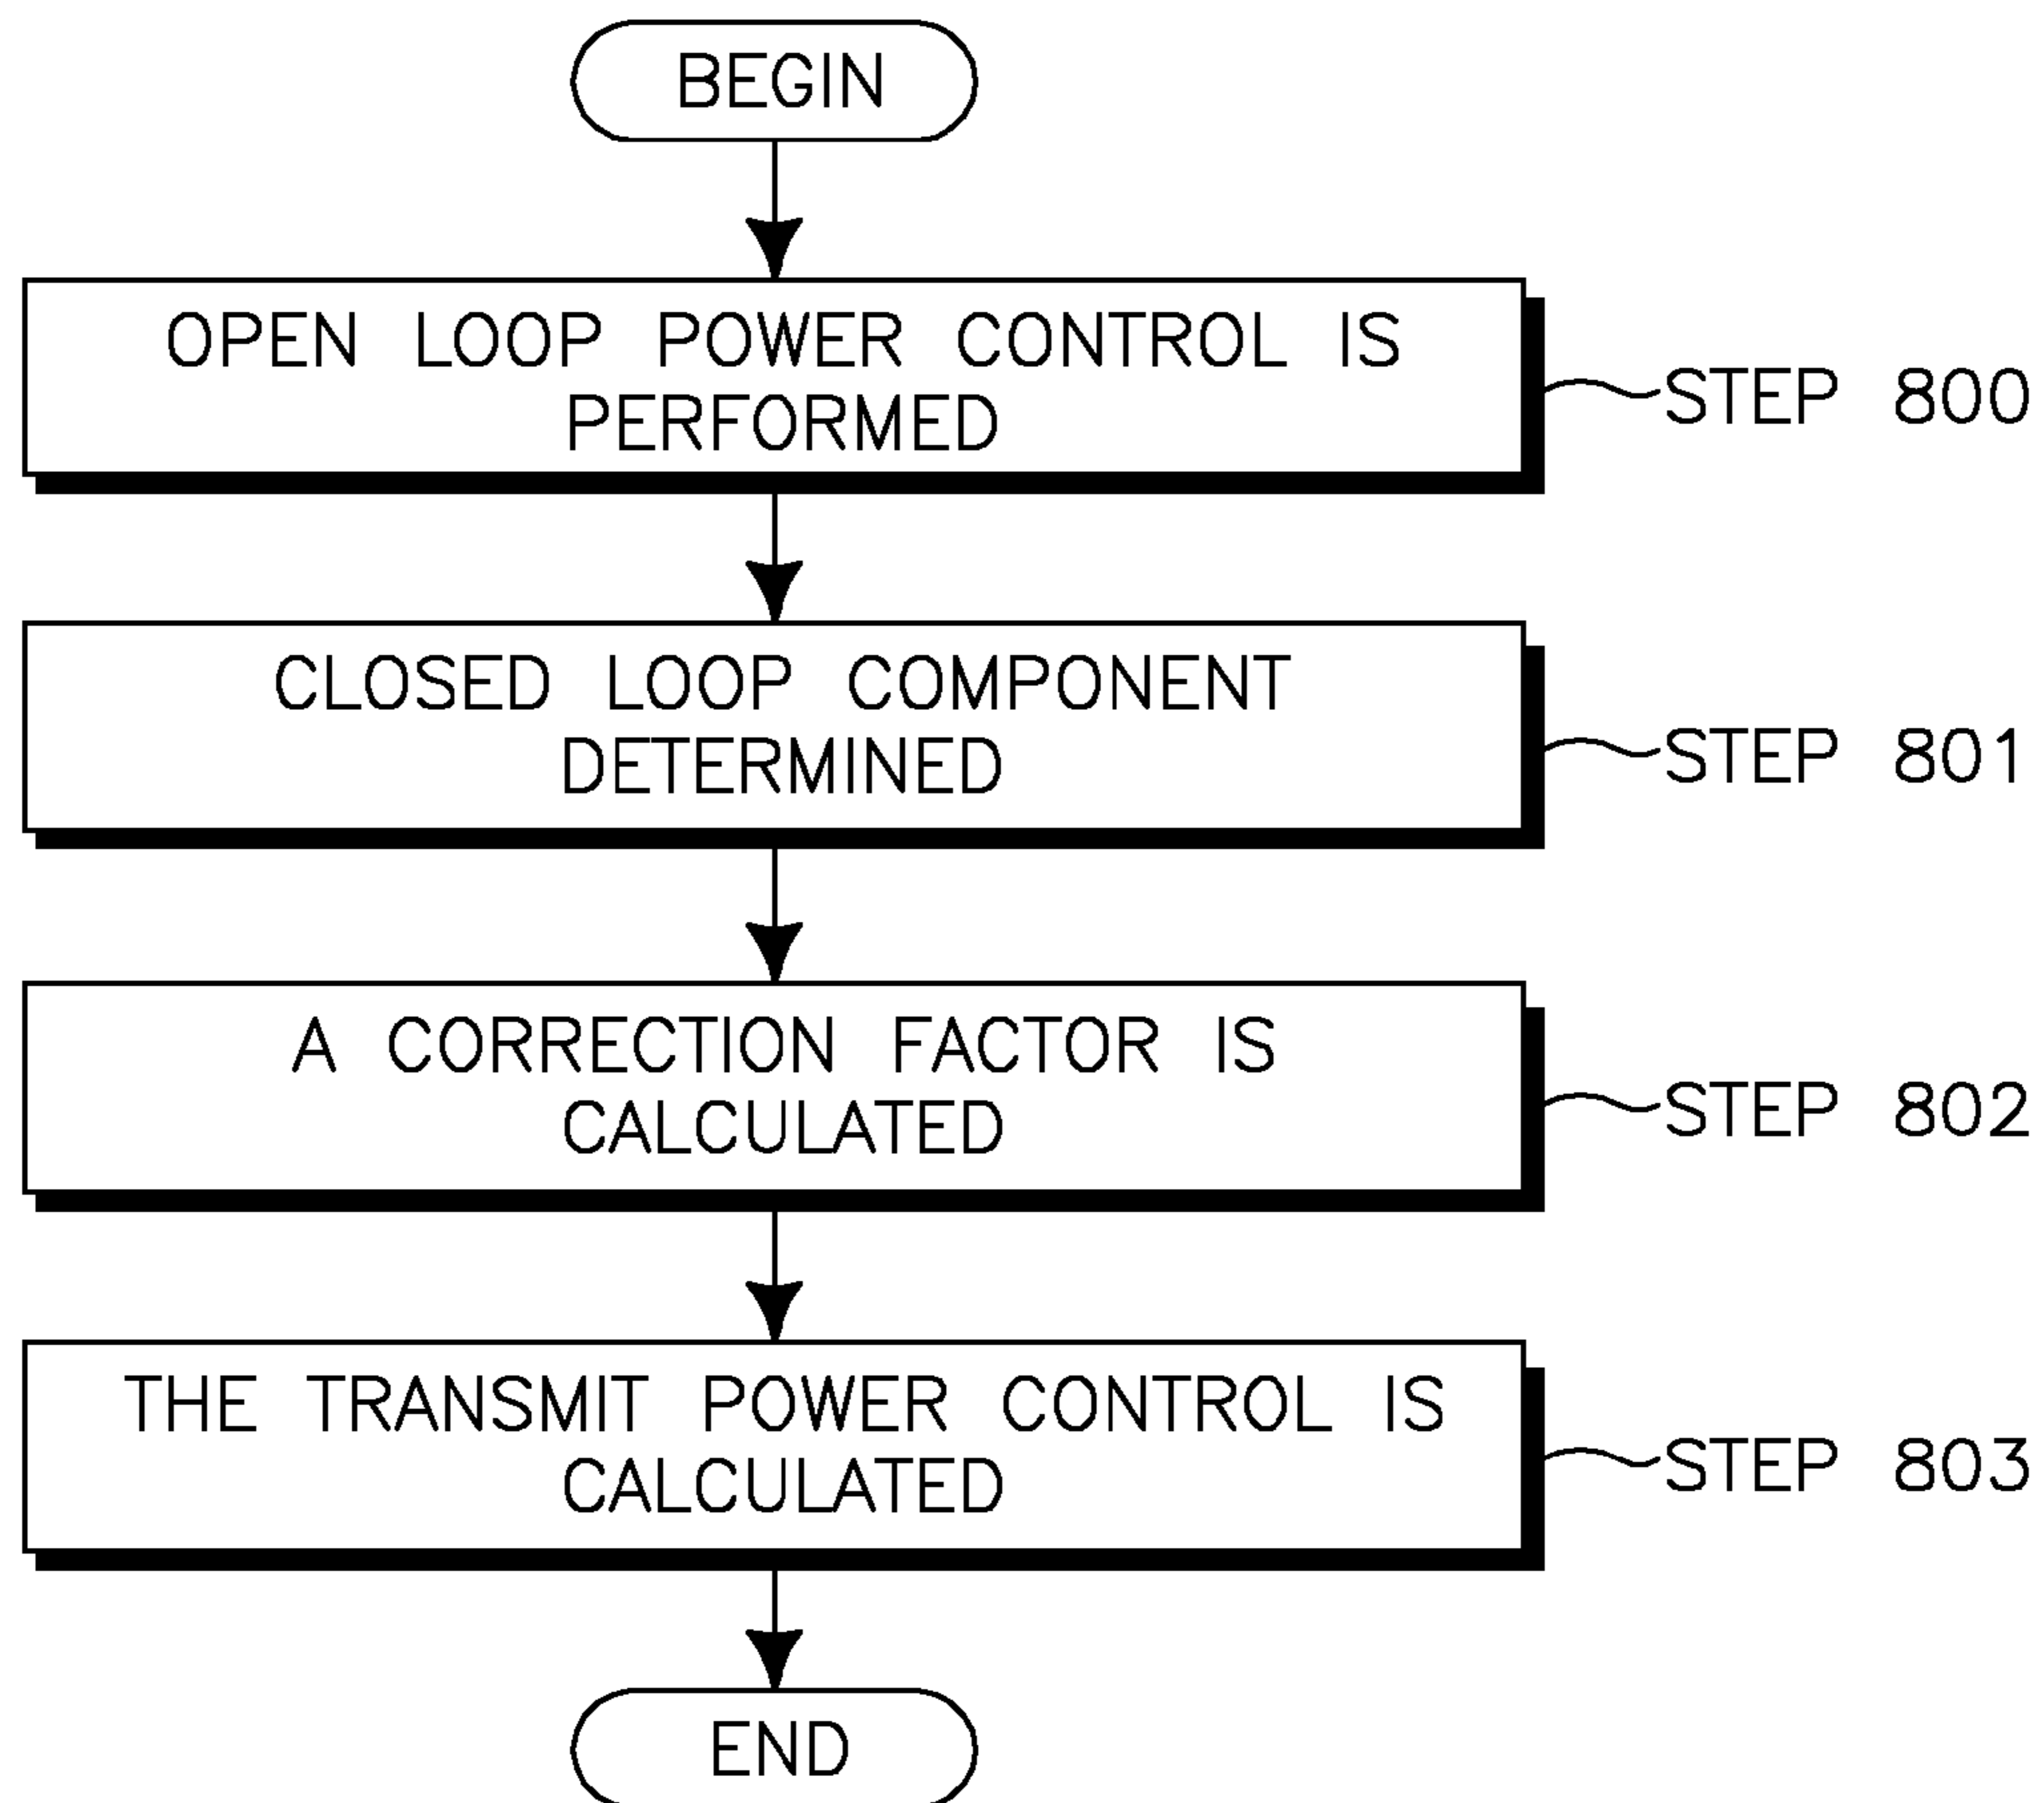 BEGIN
OPEN LOOP POWER CONTROL IS
PERFORMED
STEP 800
CLOSED LOOP COMPONENT
DETERMINED
STEP 801
A CORRECTION FACTOR IS
CALCULATED
STEP 802
THE TRANSMIT POWER CONTROL IS
CALCULATED
STEP 803
END